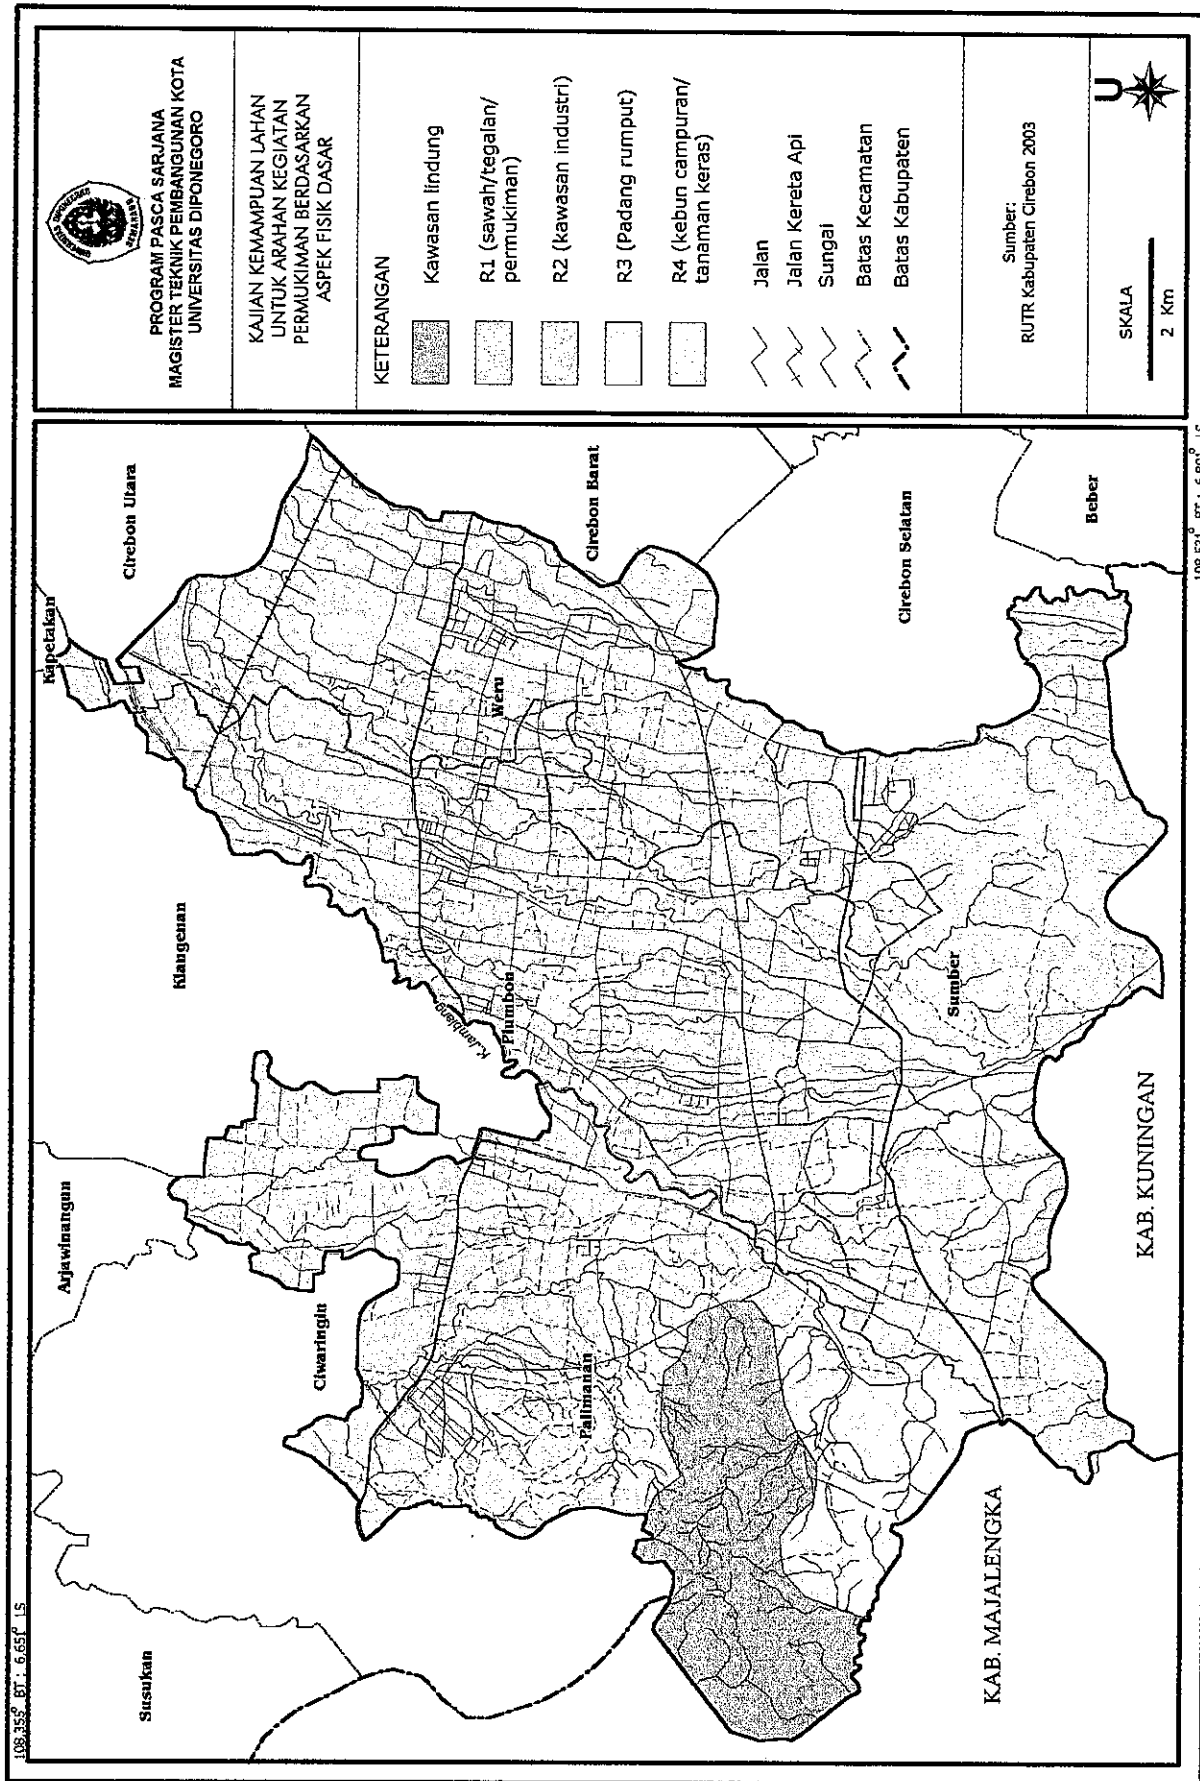 PROGRAM PASCA SARJANA
MAGISTER TEKNIK PEMBANGUNAN KOTA
UNIVERSITAS DIPONEGORO
KAJIAN KEMAMPUAN LAHAN
UNTUK ARAHAN KEGIATAN
PERMUKIMAN BERDASARKAN
ASPEK FISIK DASAR
KETERANGAN
Kawasan lindung
R1 (sawah/tegalan/
permukiman)
R2 (kawasan industri)
R3 (Padang rumput)
R4 (kebun campuran/
tanaman keras)
Jalan
Jalan Kereta Api
Sungai
Batas Kecamatan
Batas Kabupaten
Sumber:
RUTR Kabupaten Cirebon 2003
SKALA
2 Km
U
108.355° BT : 6.651° LS
Susukan
Arjawinangun
Ciwaringin
Klangenan
Kapetakan
Cirebon Utara
Cirebon Barat
Cirebon Selatan
Beber
Weru
Plumbon
K.Jamblang
Palimanan
Sumber
KAB. MAJALENGKA
KAB. KUNINGAN